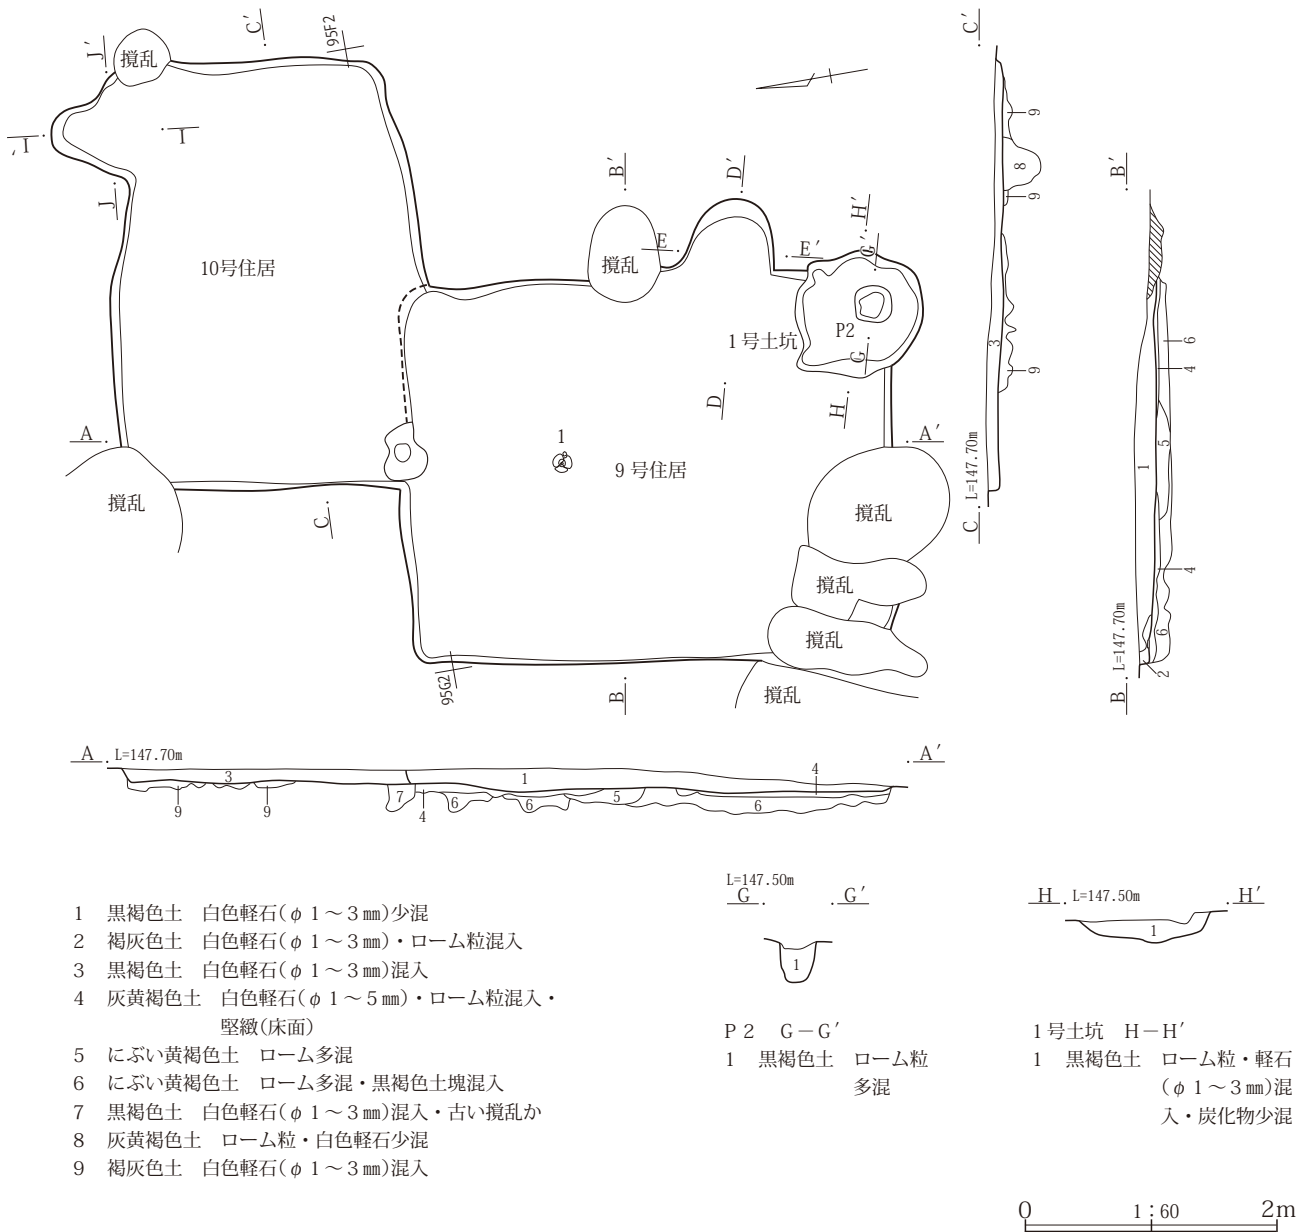 C′
95F2
J′
撹乱
I′
I
J
B′
D′
H′
G′
E
E′
撹乱
10号住居
1号土坑
P2
G
D
H
A
A′
1
9号住居
撹乱
撹乱
C
撹乱
撹乱
95G2
B
撹乱
C′
9
8
9
3
9
L=147.70m
C
B′
6
4
1
5
4
6
2
L=147.70m
B
A L=147.70m A′
3 1 4
9 9 7 4 6 6 5 6
1 黒褐色土 白色軽石(φ1~3㎜)少混
2 褐灰色土 白色軽石(φ1~3㎜)・ローム粒混入
3 黒褐色土 白色軽石(φ1~3㎜)混入
4 灰黄褐色土 白色軽石(φ1~5㎜)・ローム粒混入・
堅緻(床面)
5 にぶい黄褐色土 ローム多混
6 にぶい黄褐色土 ローム多混・黒褐色土塊混入
7 黒褐色土 白色軽石(φ1~3㎜)混入・古い撹乱か
8 灰黄褐色土 ローム粒・白色軽石少混
9 褐灰色土 白色軽石(φ1~3㎜)混入
L=147.50m
G G′
1
P2 G-G′
1 黒褐色土 ローム粒
多混
H L=147.50m H′
1
1号土坑 H-H′
1 黒褐色土 ローム粒・軽石
(φ1~3㎜)混
入・炭化物少混
0 1:60 2m